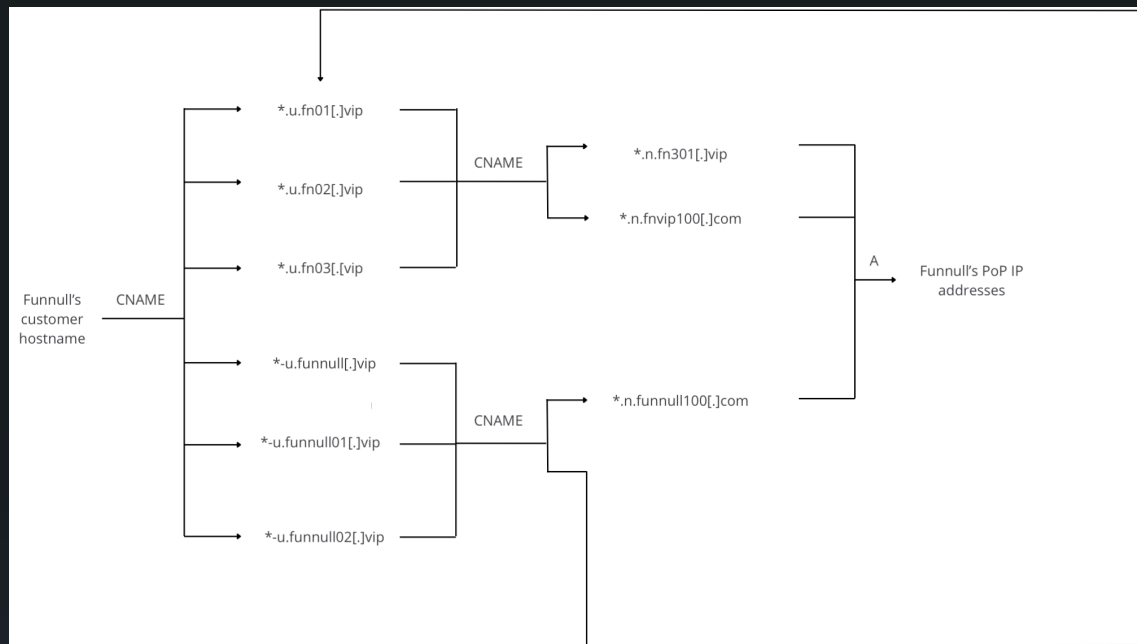 *.u.fn01[.]vip
*.u.fn02[.]vip
*.u.fn03[.[vip
CNAME
*.n.fn301[.]vip
*.n.fnvip100[.]com
A
Funnull’s PoP IP
addresses
Funnull’s
customer
hostname
CNAME
*-u.funnull[.]vip
*-u.funnull01[.]vip
*-u.funnull02[.]vip
CNAME
*.n.funnull100[.]com